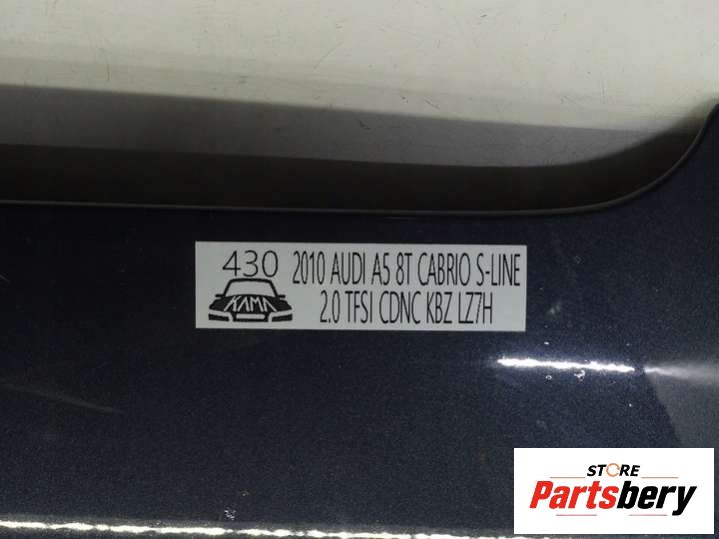 430 2010 AUDI A5 8T CABRIO S-LINE
KAMA 2.0 TFSI CDNC KBZ LZ7H
STORE
Partsbery